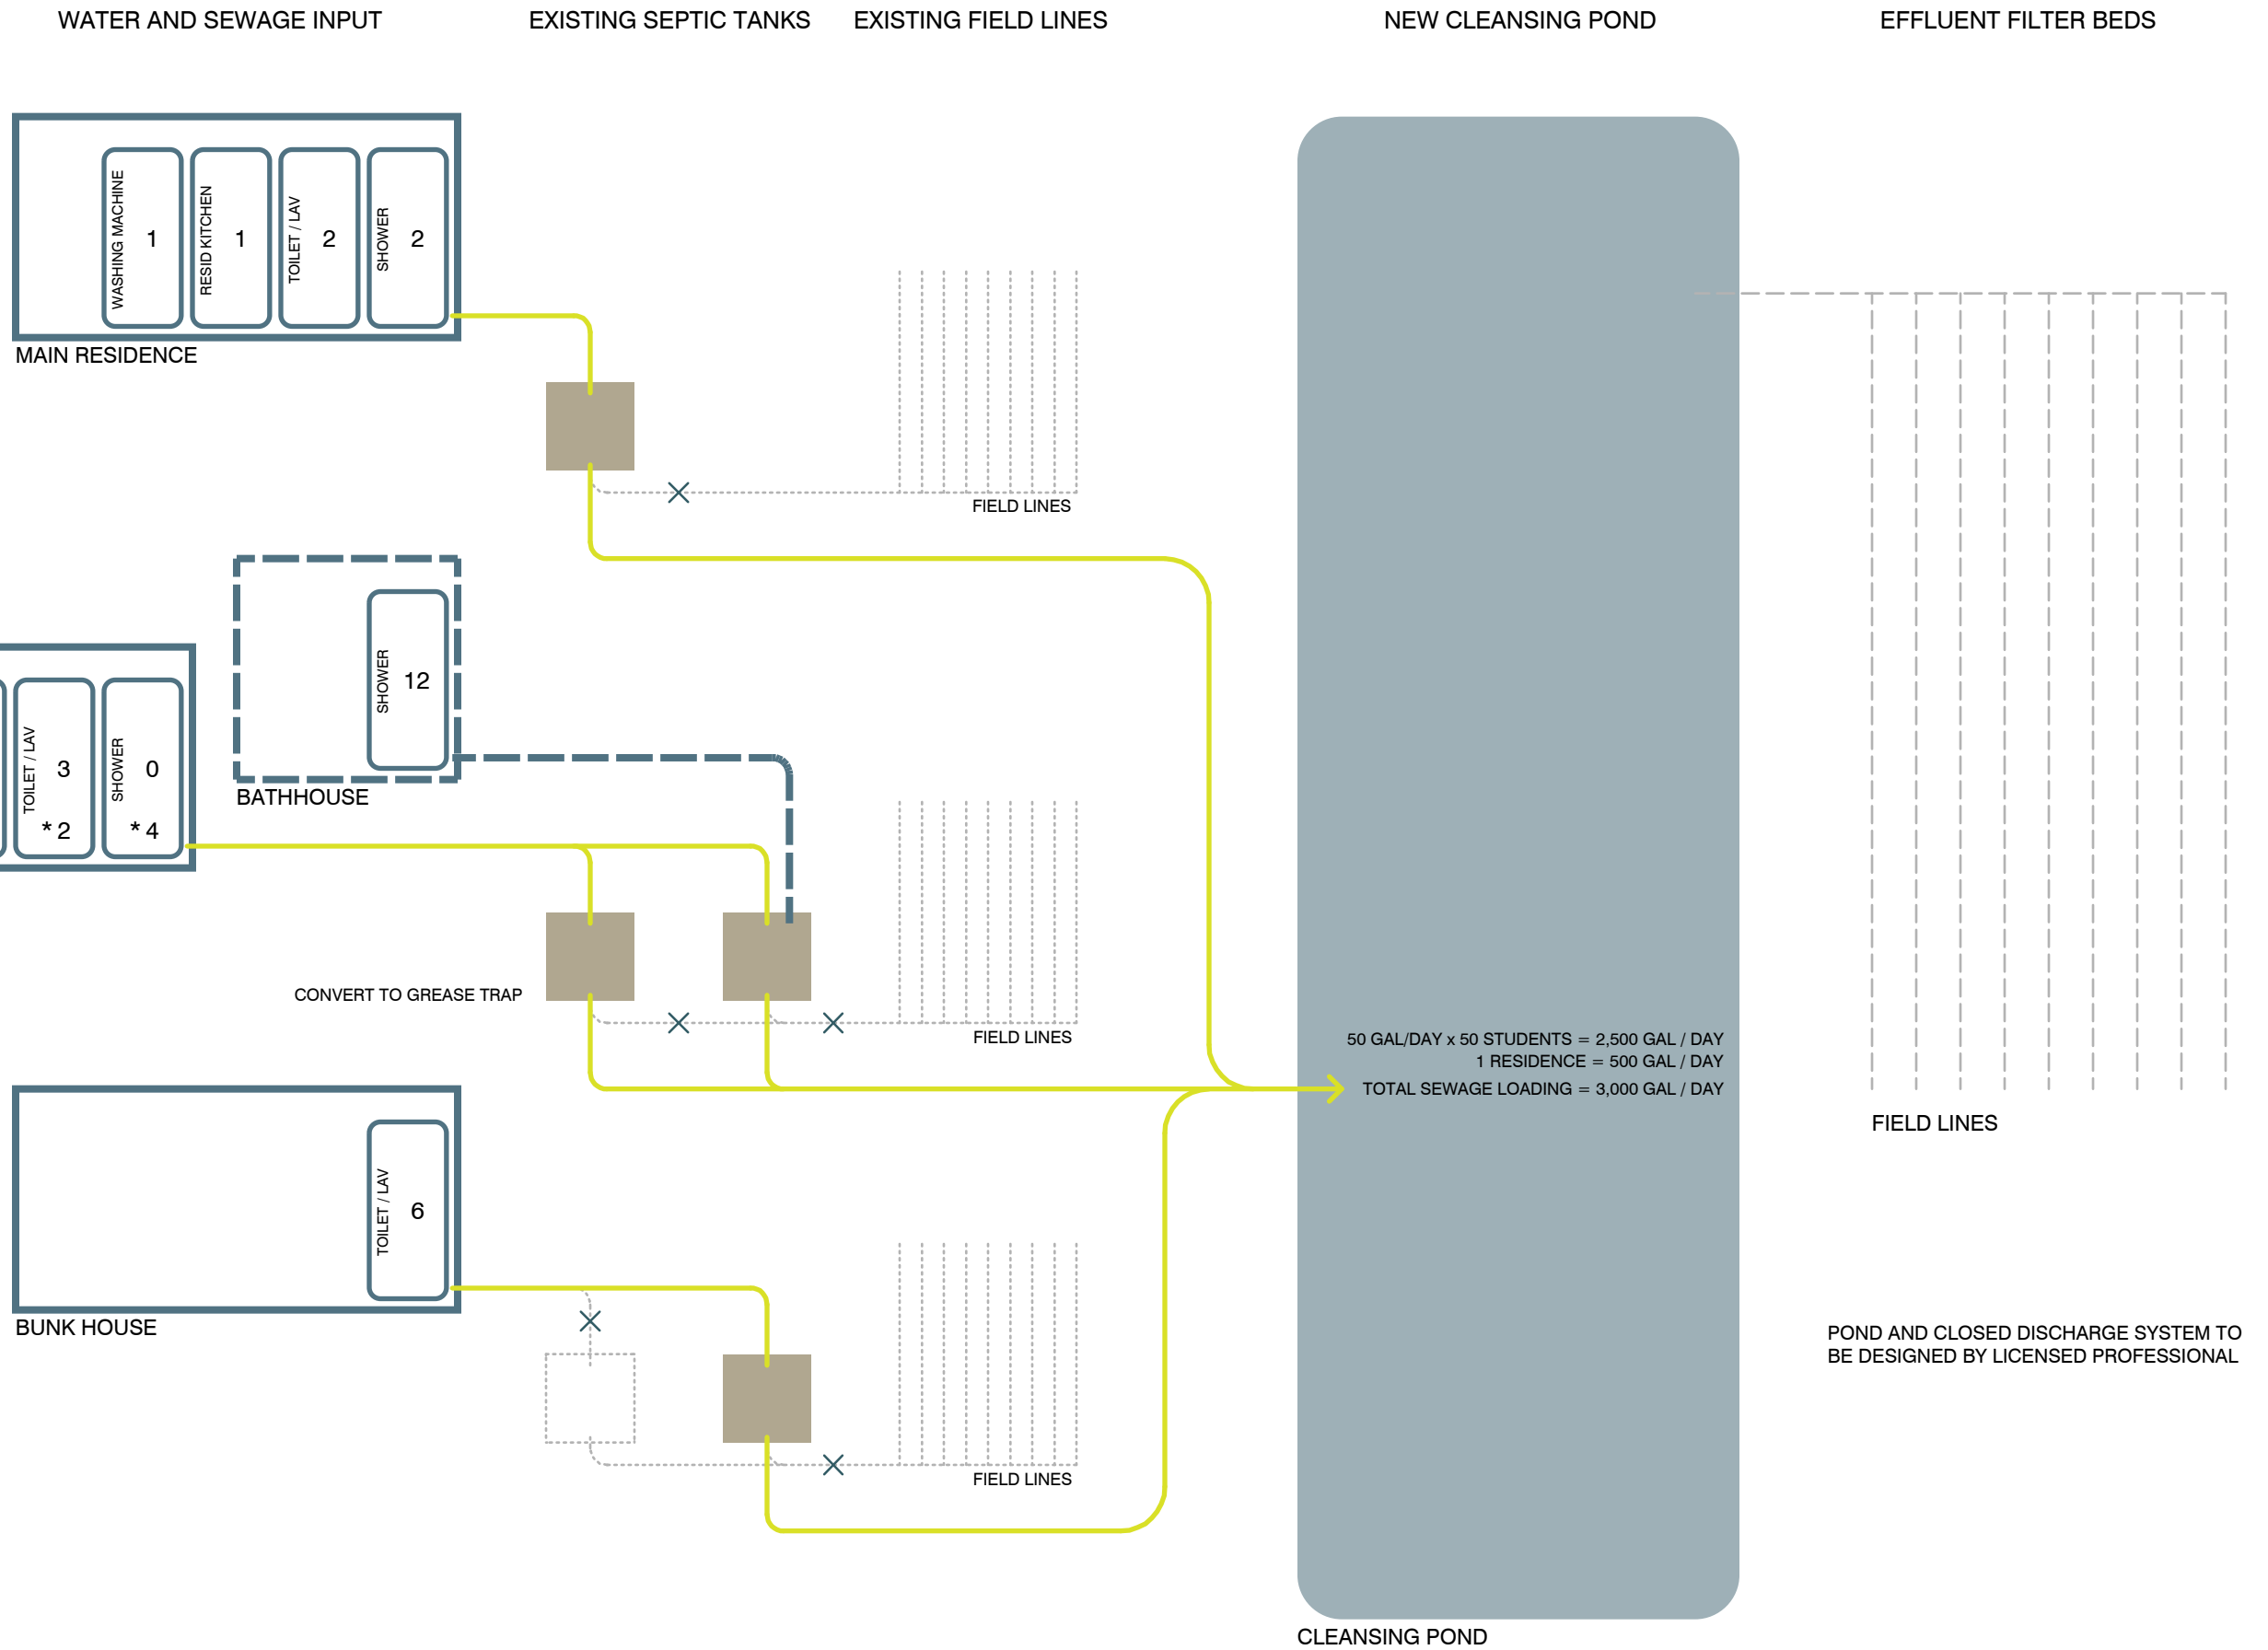 WATER AND SEWAGE INPUT
EXISTING SEPTIC TANKS
EXISTING FIELD LINES
NEW CLEANSING POND
EFFLUENT FILTER BEDS
WASHING MACHINE 1
RESID KITCHEN 1
TOILET / LAV 2
SHOWER 2
MAIN RESIDENCE
FIELD LINES
SHOWER 12
BATHHOUSE
TOILET / LAV 3
* 2
SHOWER 0
* 4
CONVERT TO GREASE TRAP
FIELD LINES
50 GAL/DAY x 50 STUDENTS = 2,500 GAL / DAY
1 RESIDENCE = 500 GAL / DAY
TOTAL SEWAGE LOADING = 3,000 GAL / DAY
FIELD LINES
TOILET / LAV 6
BUNK HOUSE
FIELD LINES
POND AND CLOSED DISCHARGE SYSTEM TO
BE DESIGNED BY LICENSED PROFESSIONAL
CLEANSING POND